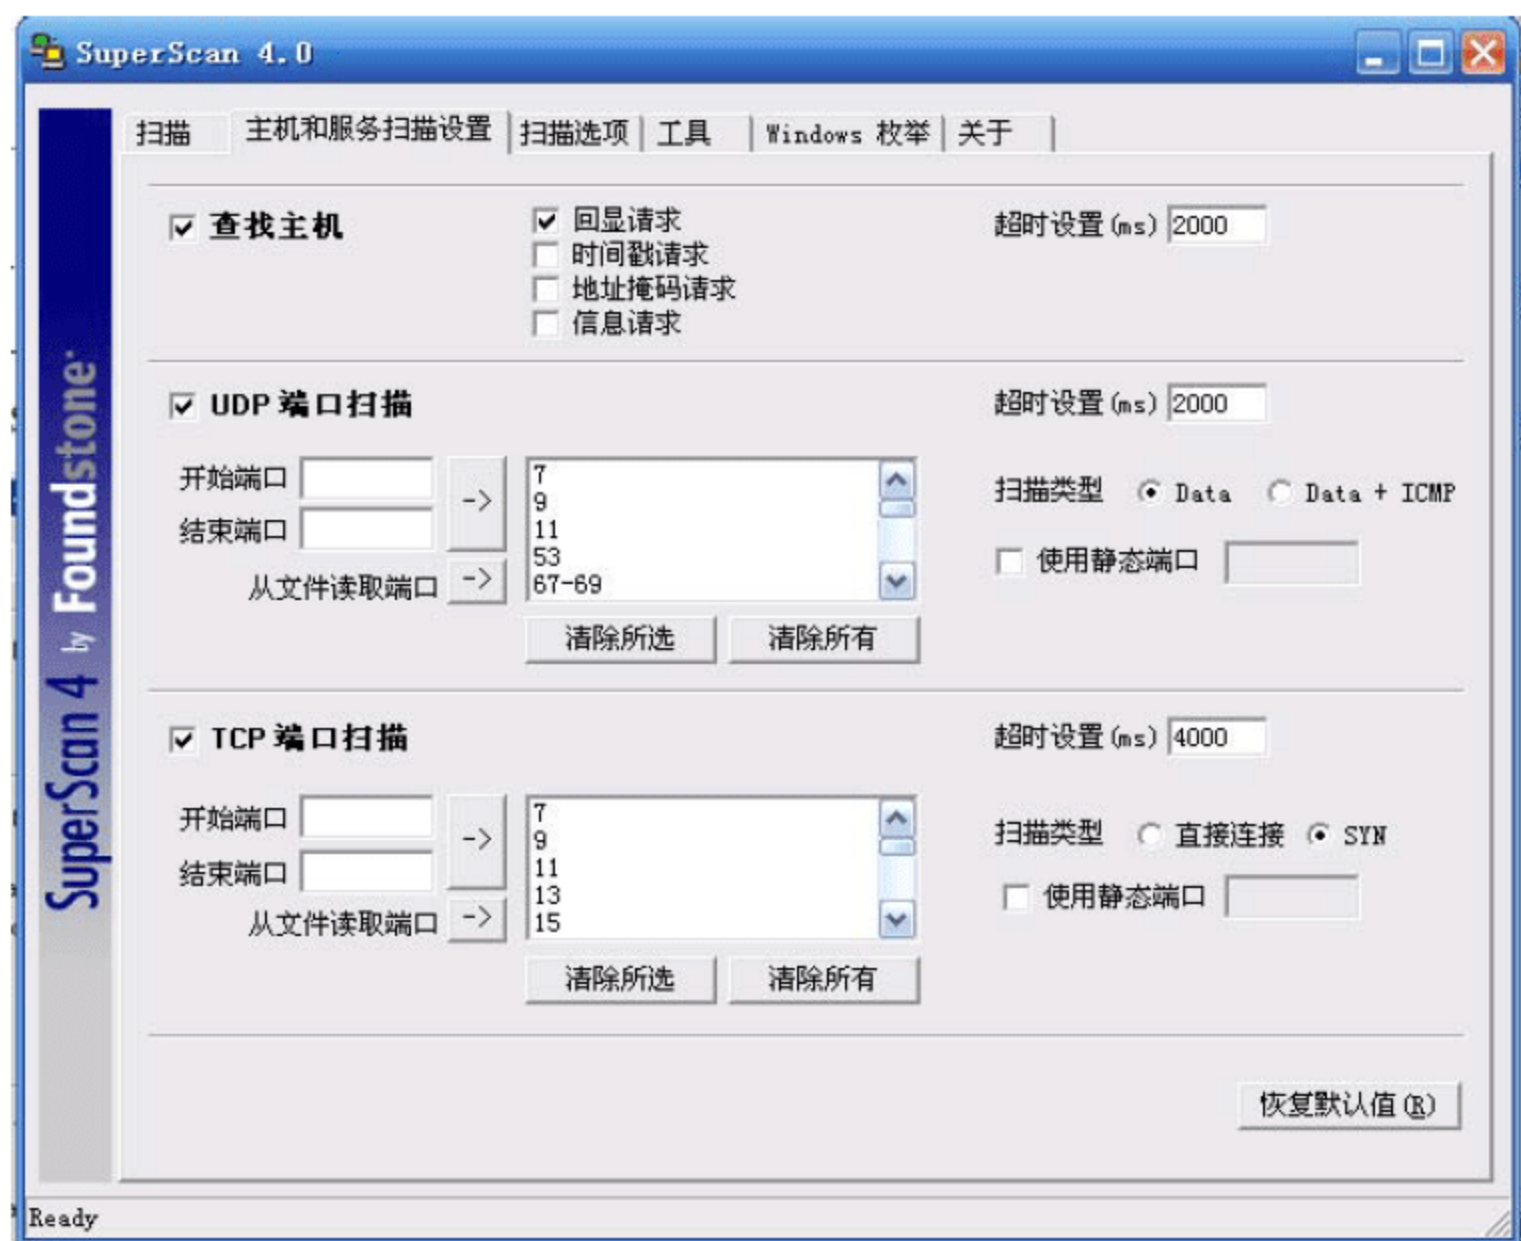 SuperScan 4.0
扫描 主机和服务扫描设置 扫描选项 工具 Windows 枚举 关于
查找主机 回显请求 超时设置(ms) 2000
时间戳请求
地址掩码请求
信息请求
UDP 端口扫描 超时设置(ms) 2000
开始端口 -> 7 扫描类型 Data Data + ICMP
9
结束端口 11
53 使用静态端口
从文件读取端口 -> 67-69
清除所选 清除所有
TCP 端口扫描 超时设置(ms) 4000
开始端口 -> 7 扫描类型 直接连接 SYN
9
结束端口 11
13 使用静态端口
从文件读取端口 -> 15
清除所选 清除所有
恢复默认值(R)
SuperScan 4 by Foundstone
Ready